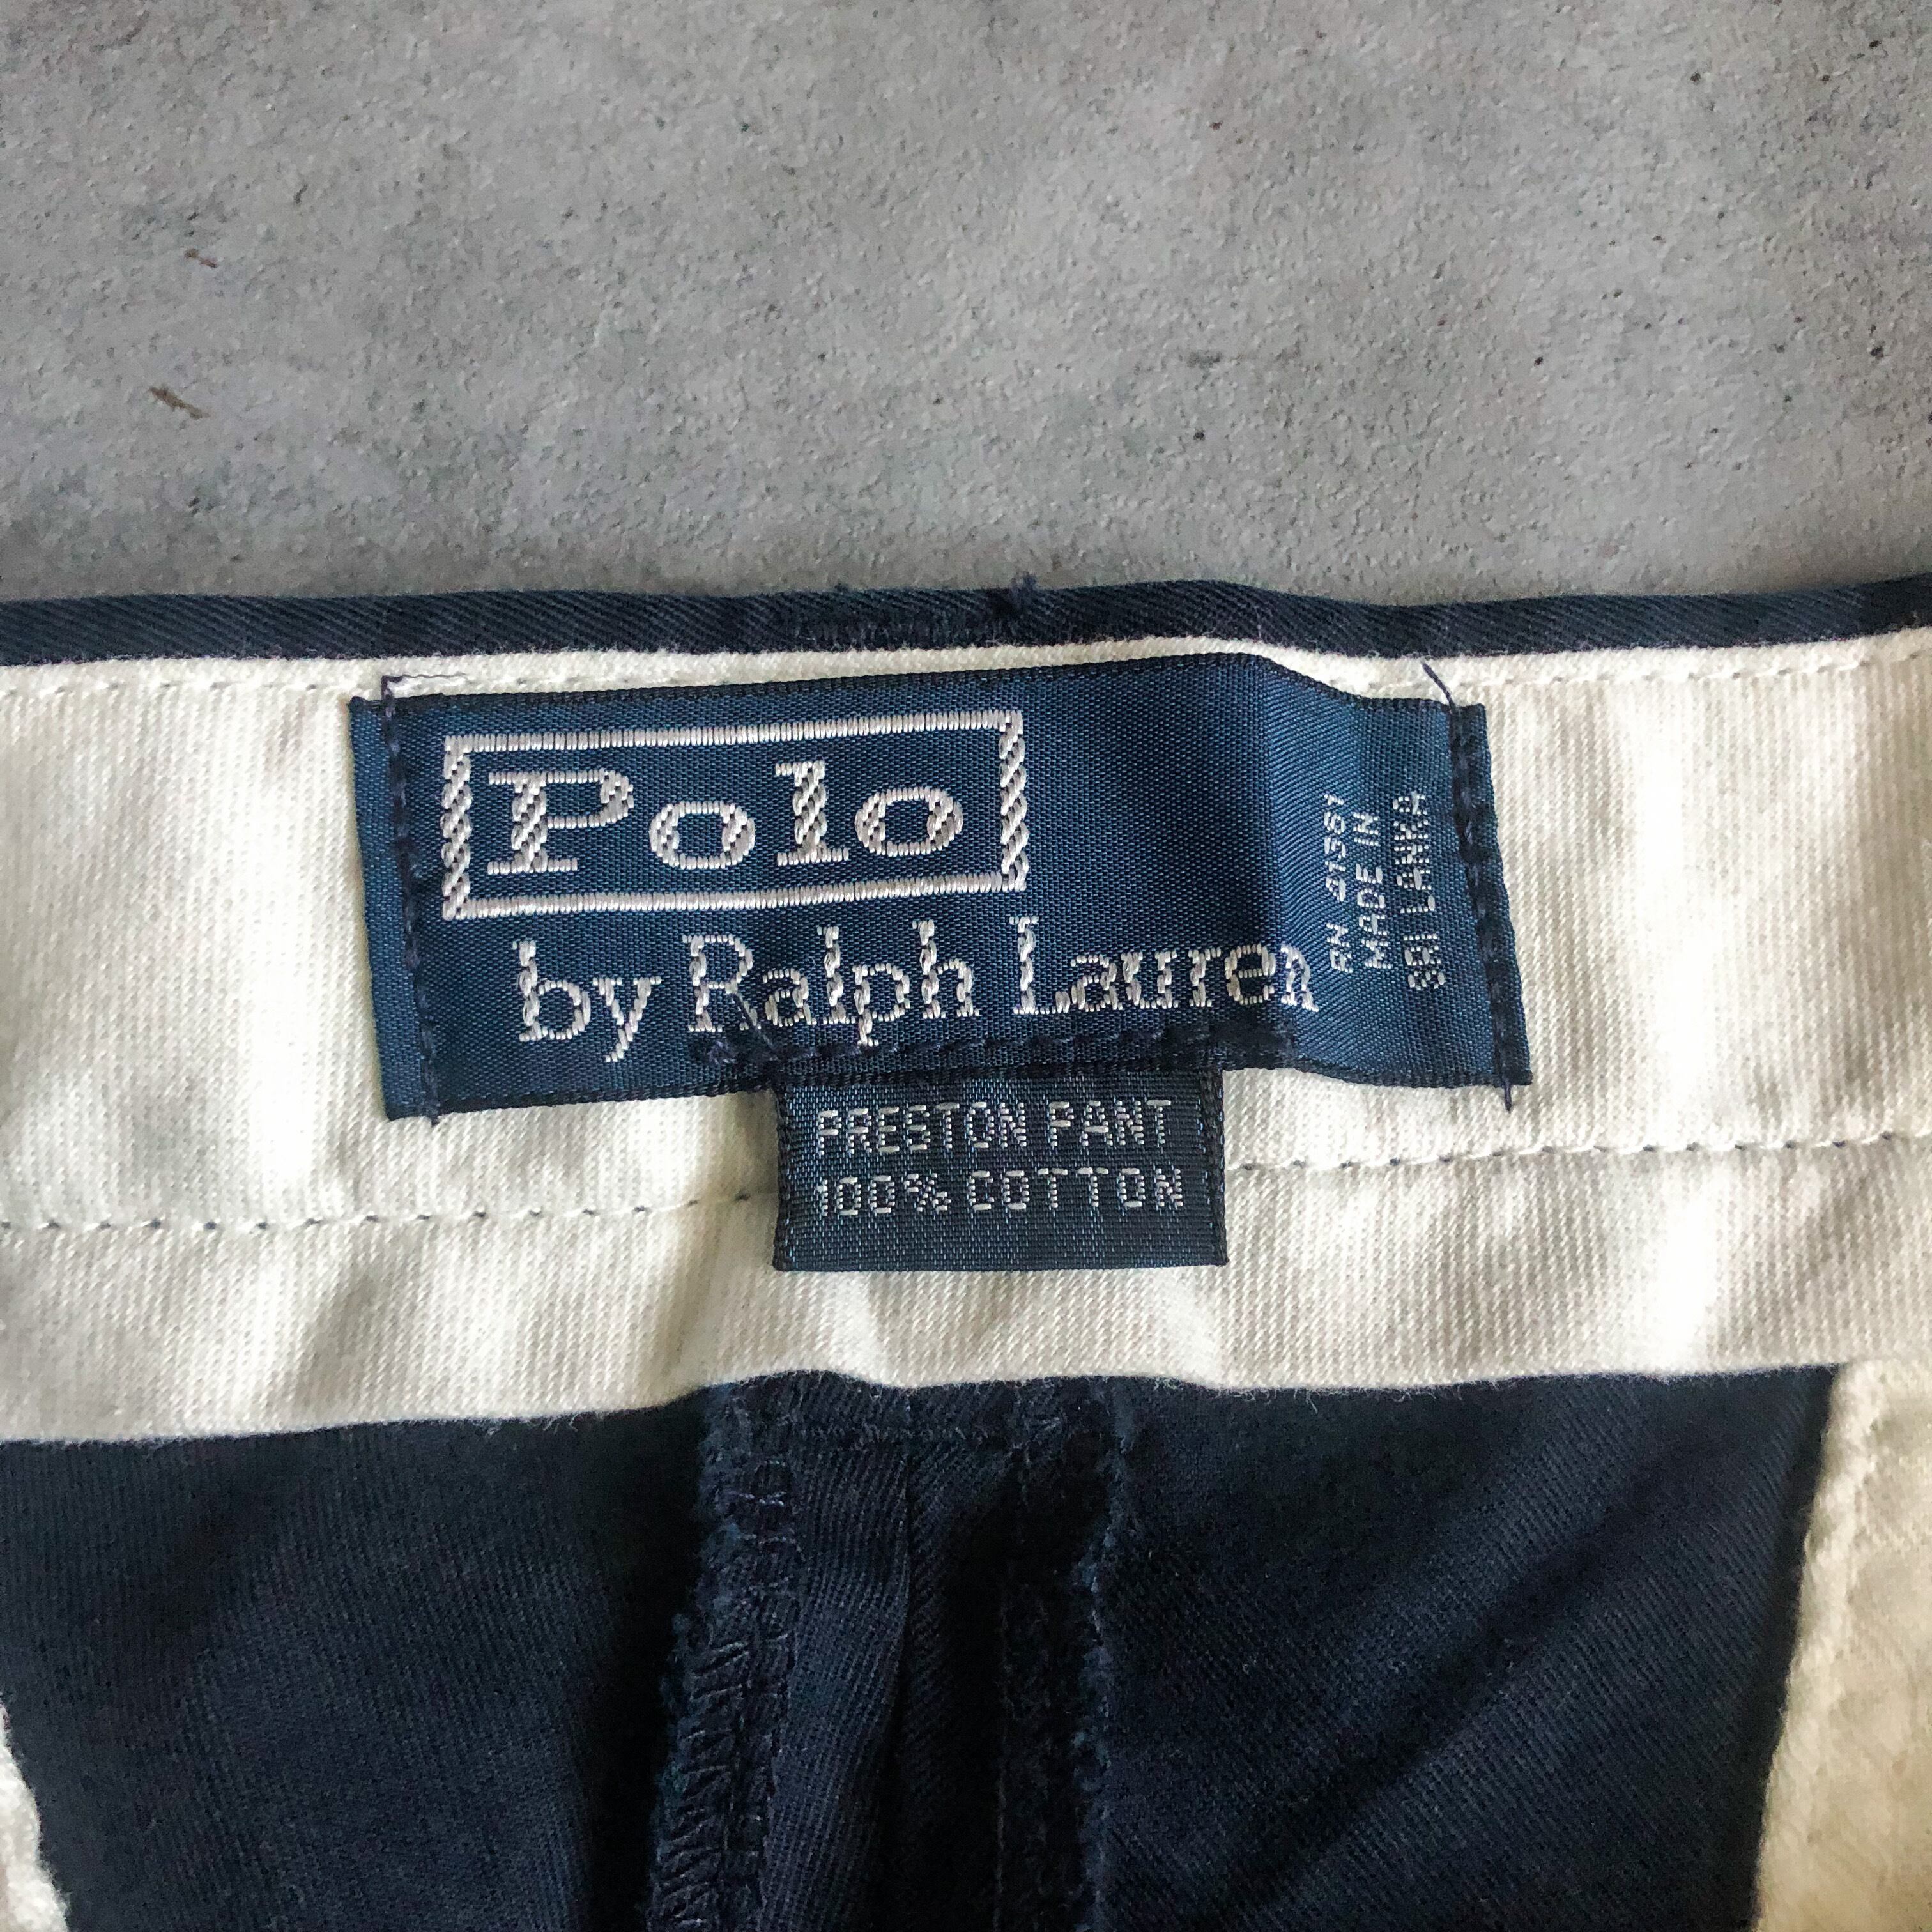 Polo
by Ralph Lauren
RN 41381
MADE IN
SRI LANKA
PRESTON PANT
100% COTTON